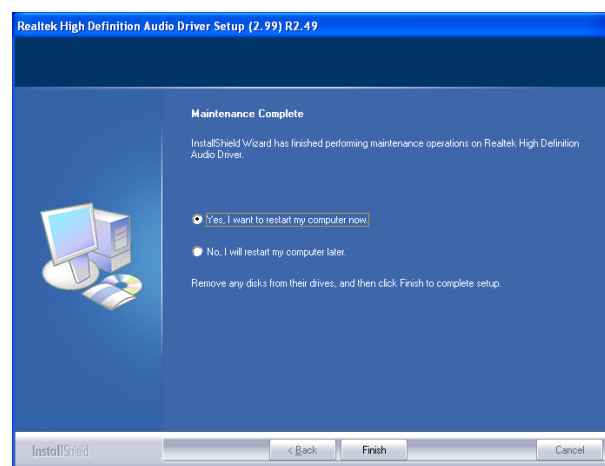 Realtek High Definition Audio Driver Setup (2.99) R2.49
Maintenance Complete
InstallShield Wizard has finished performing maintenance operations on Realtek High Definition
Audio Driver.
Yes, I want to restart my computer now.
No, I will restart my computer later.
Remove any disks from their drives, and then click Finish to complete setup.
InstallShield
< Back
Finish
Cancel